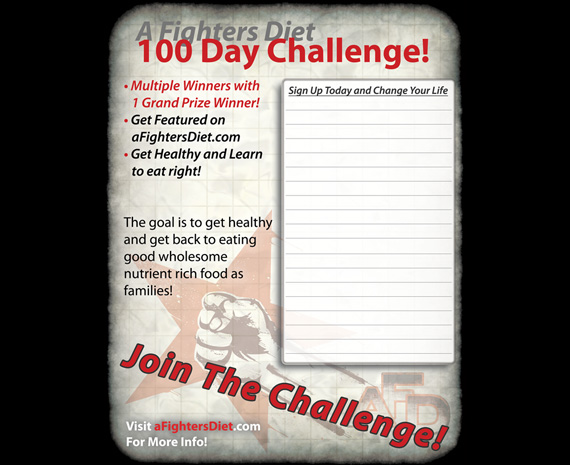 A Fighters Diet
100 Day Challenge!
• Multiple Winners with
1 Grand Prize Winner!
• Get Featured on
aFightersDiet.com
• Get Healthy and Learn
to eat right!
Sign Up Today and Change Your Life
The goal is to get healthy
and get back to eating
good wholesome
nutrient rich food as
families!
Join The Challenge!
AFD
Visit aFightersDiet.com
For More Info!